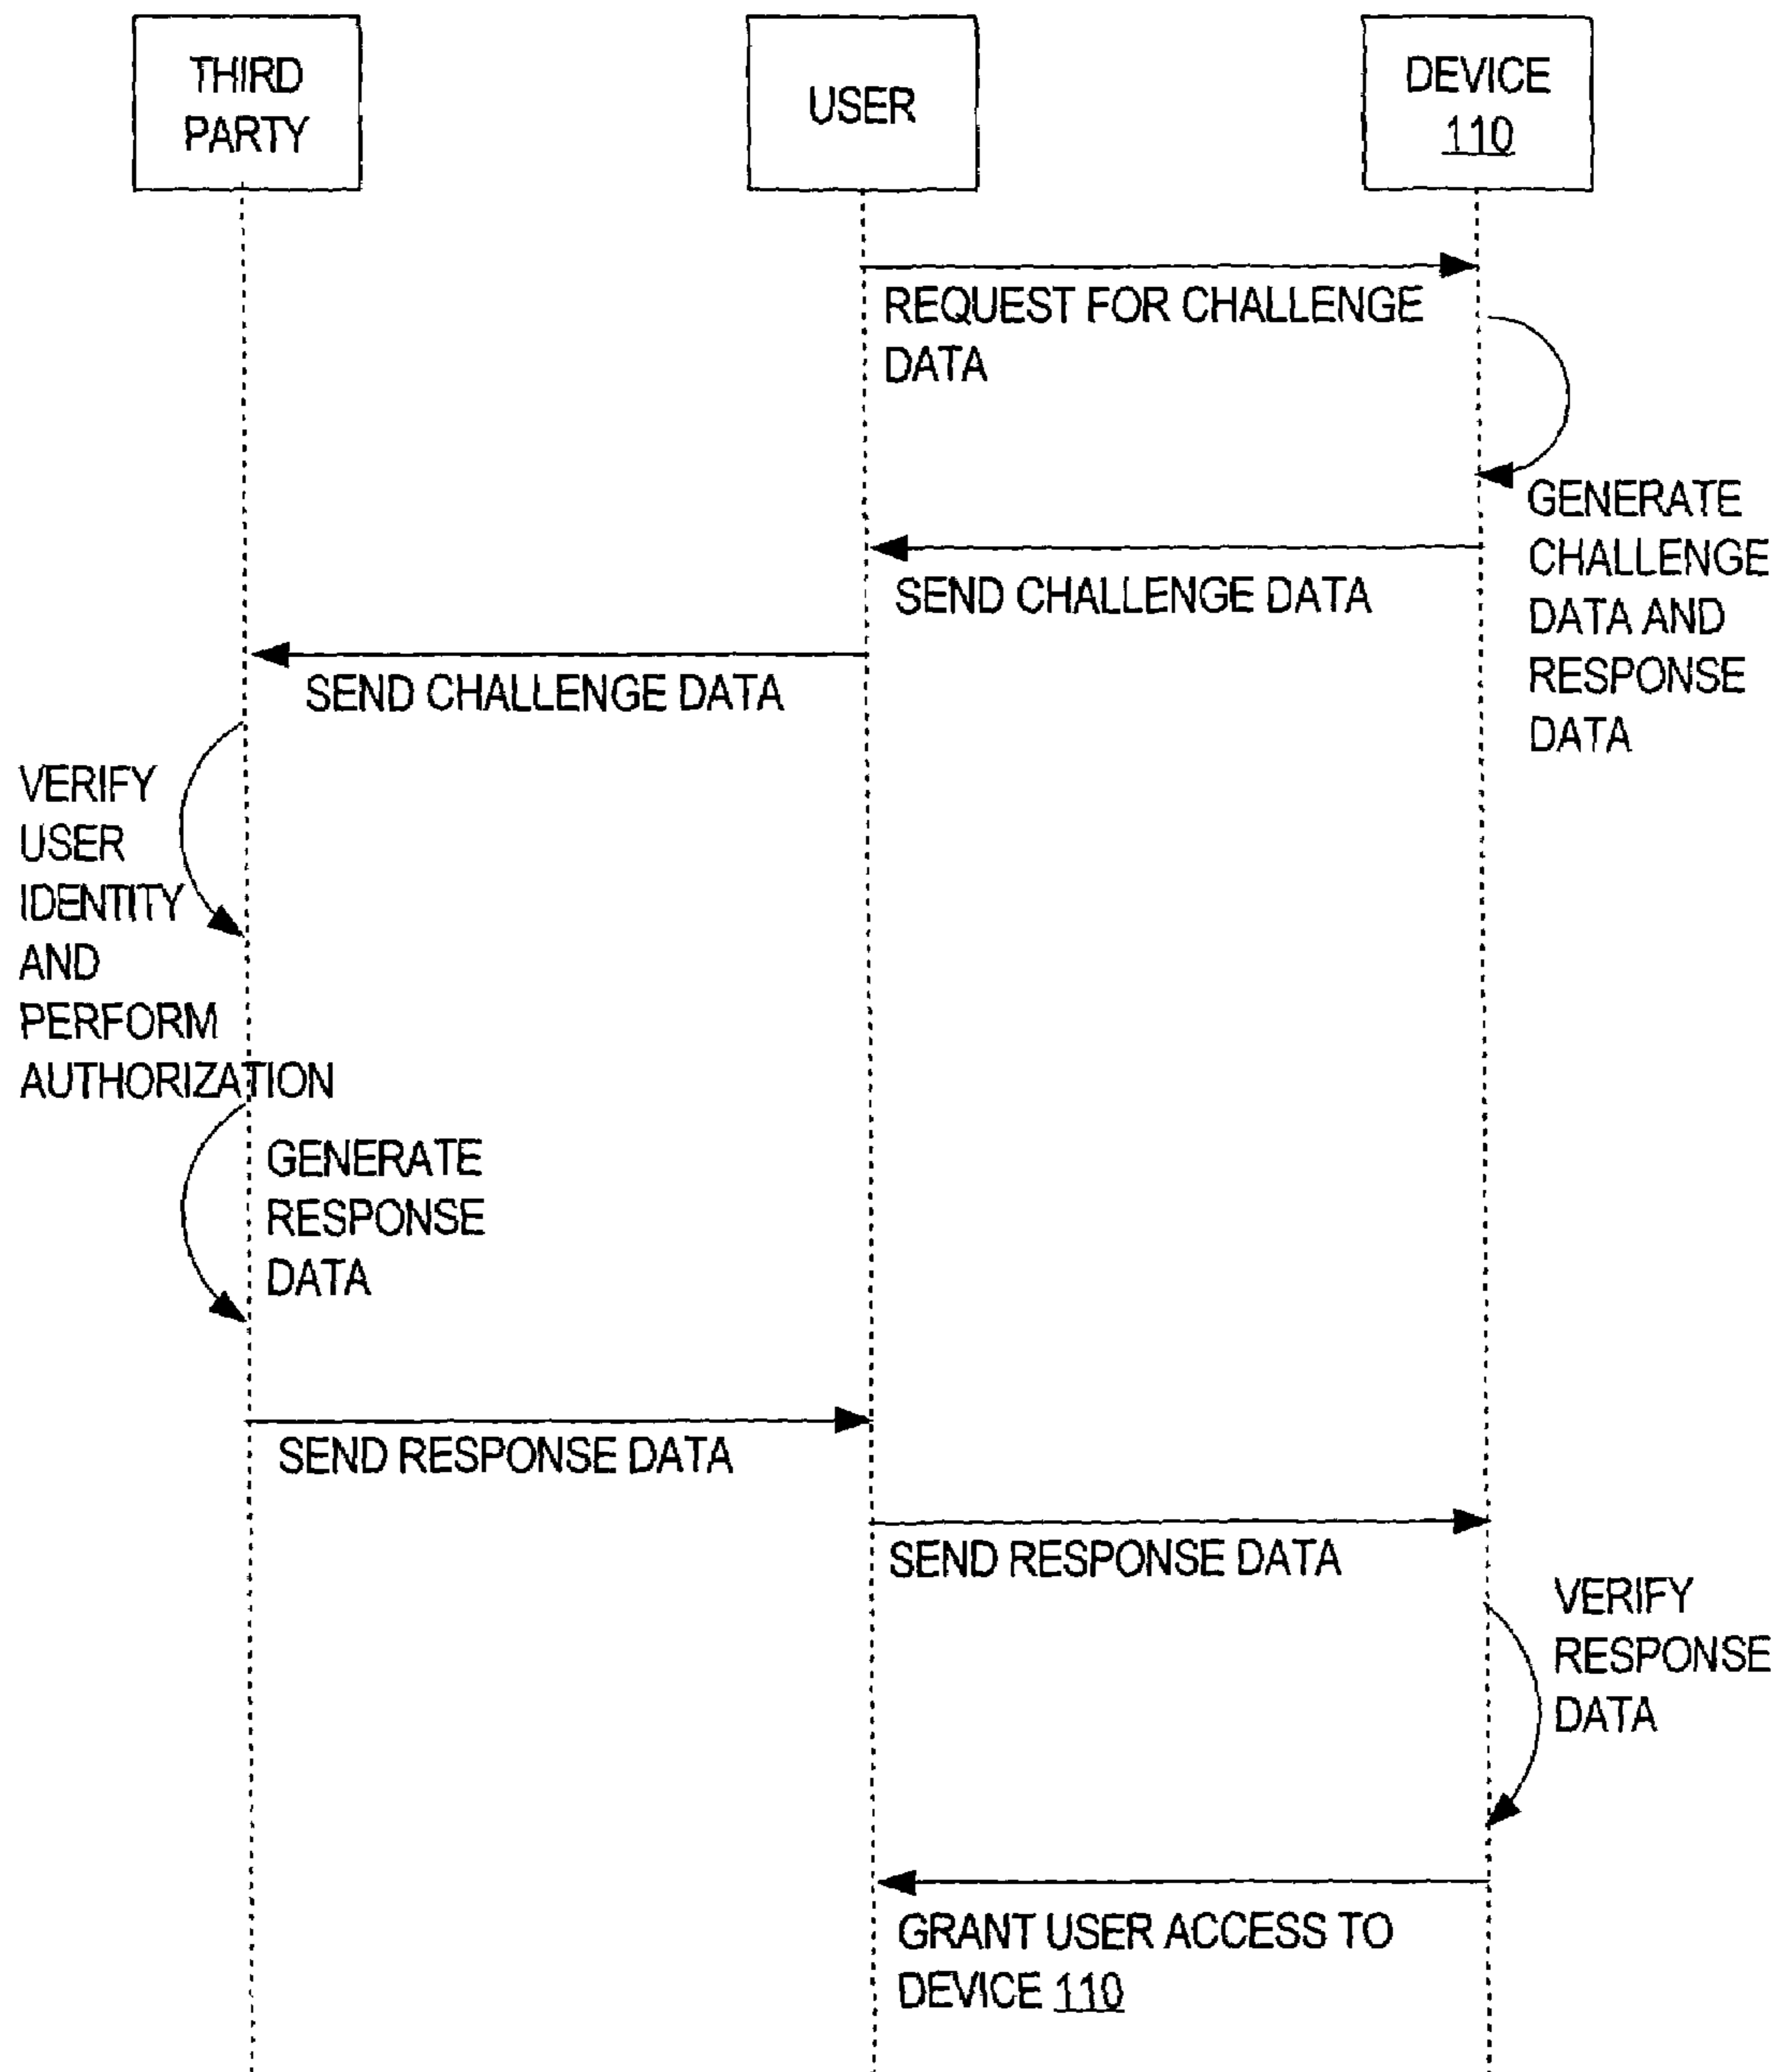 THIRD
PARTY
USER
DEVICE
110
REQUEST FOR CHALLENGE
DATA
GENERATE
CHALLENGE
DATA AND
RESPONSE
DATA
SEND CHALLENGE DATA
SEND CHALLENGE DATA
VERIFY
USER
IDENTITY
AND
PERFORM
AUTHORIZATION
GENERATE
RESPONSE
DATA
SEND RESPONSE DATA
SEND RESPONSE DATA
VERIFY
RESPONSE
DATA
GRANT USER ACCESS TO
DEVICE 110